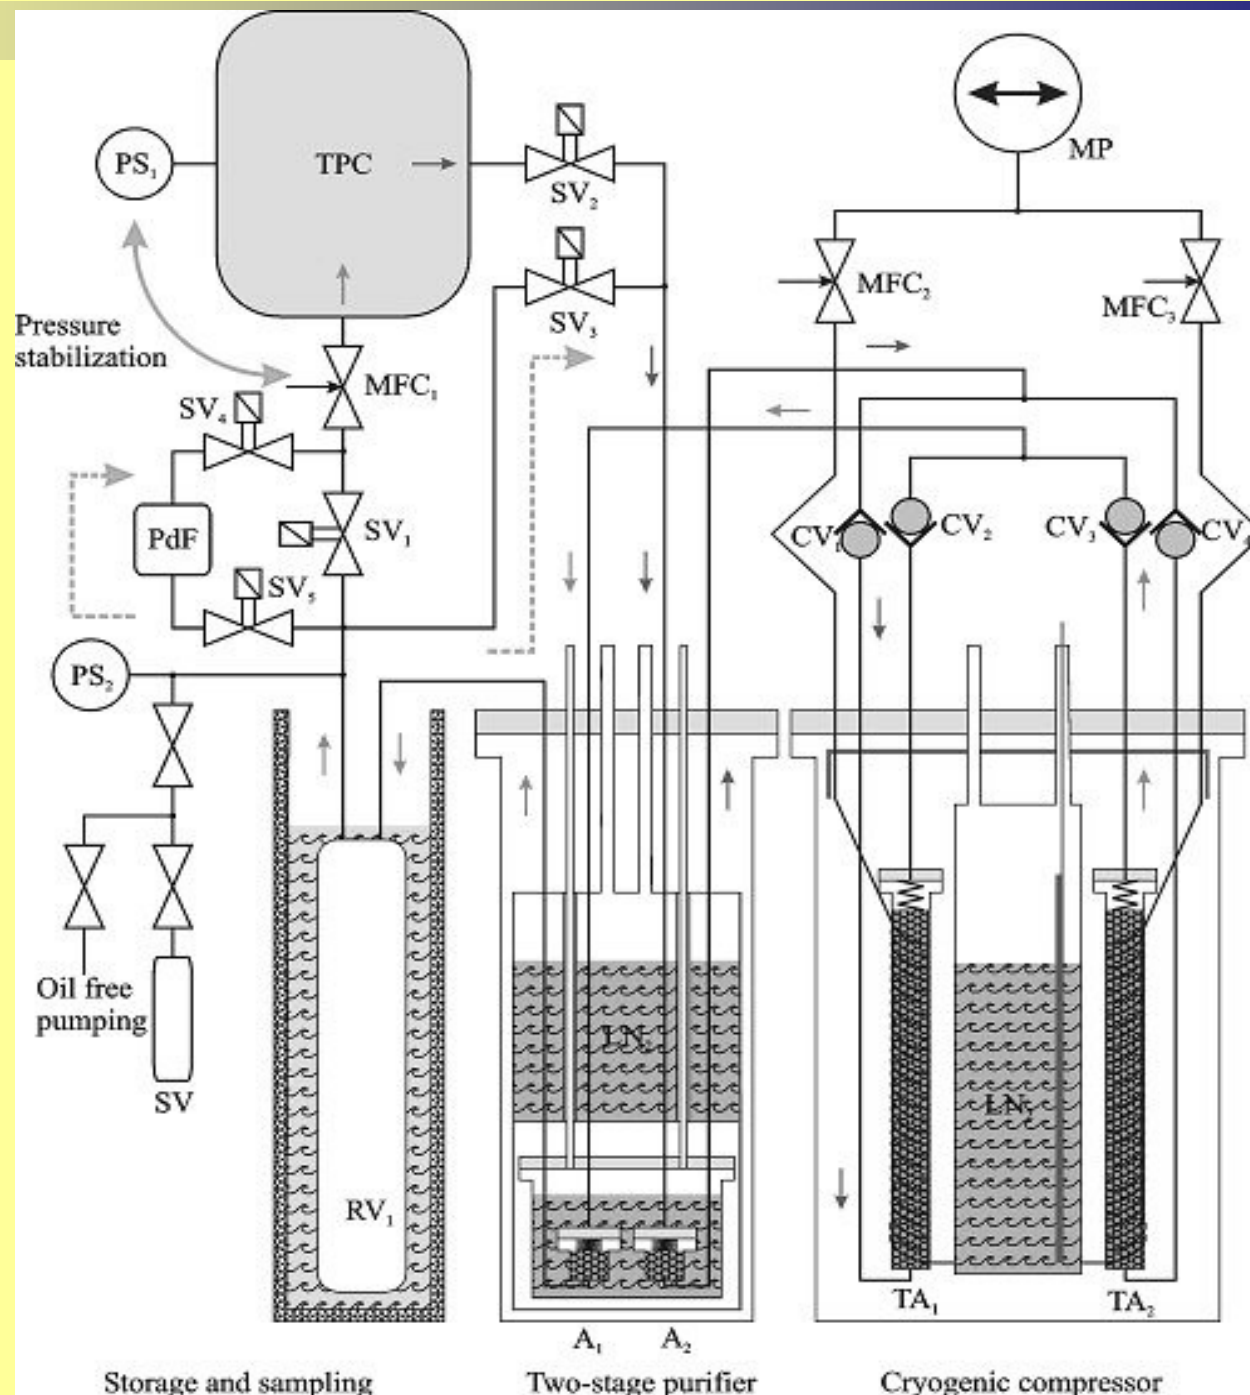 MP
TPC
PS₁
SV₂
MFC₂
SV₃
MFC₃
Pressure
stabilization
MFC₁
SV₄
CV₁
CV₂
CV₃
CV₄
PdF
SV₁
SV₅
PS₂
Oil free
pumping
LN₂
SV
LN₂
RV₁
TA₁
TA₂
A₁
A₂
Storage and sampling
Two-stage purifier
Cryogenic compressor